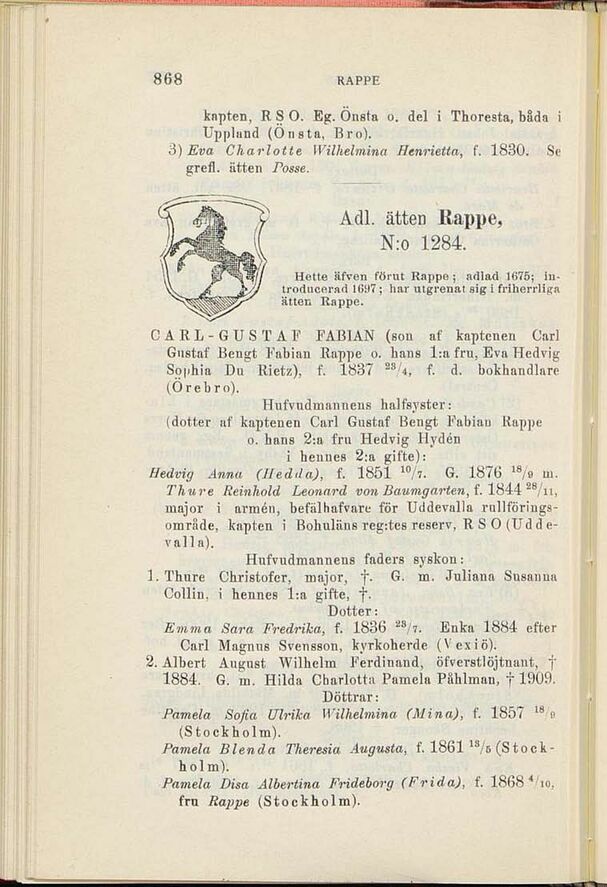 868
RAPPE
kapten, R S O. Eg. Önsta o. del i Thoresta, båda i
Uppland (Önsta, Bro).
3) Eva Charlotte Wilhelmina Henrietta, f. 1830. Se
grefl. ätten Posse.
Adl. ätten Rappe,
N:o 1284.
Hette äfven förut Rappe; adlad 1675; in-
troducerad 1697; har utgrenat sig i friherrliga
ätten Rappe.
CARL-GUSTAF FABIAN (son af kaptenen Carl
Gustaf Bengt Fabian Rappe o. hans 1:a fru, Eva Hedvig
Sophia Du Rietz), f. 1837 28/4, f. d. bokhandlare
(Örebro).
Hufvudmannens halfsyster:
(dotter af kaptenen Carl Gustaf Bengt Fabian Rappe
o. hans 2:a fru Hedvig Hydén
i hennes 2:a gifte):
Hedvig Anna (Hedda), f. 1851 10/7. G. 1876 18/9 m.
Thure Reinhold Leonard von Baumgarten, f. 1844 28/11,
major i armén, befälhafvare för Uddevalla rullförings-
område, kapten i Bohusläns reg:tes reserv, R S O (Udde-
valla).
Hufvudmannens faders syskon:
1. Thure Christofer, major, †. G. m. Juliana Susanna
Collin, i hennes 1:a gifte, †.
Dotter:
Emma Sara Fredrika, f. 1836 23/7. Enka 1884 efter
Carl Magnus Svensson, kyrkoherde (Vexiö).
2. Albert August Wilhelm Ferdinand, öfverstlöjtnant, †
1884. G. m. Hilda Charlotta Pamela Påhlman, † 1909.
Döttrar:
Pamela Sofia Ulrika Wilhelmina (Mina), f. 1857 18/9
(Stockholm).
Pamela Blenda Theresia Augusta, f. 1861 13/5 (Stock-
holm).
Pamela Disa Albertina Frideborg (Frida), f. 1868 4/10,
fru Rappe (Stockholm).